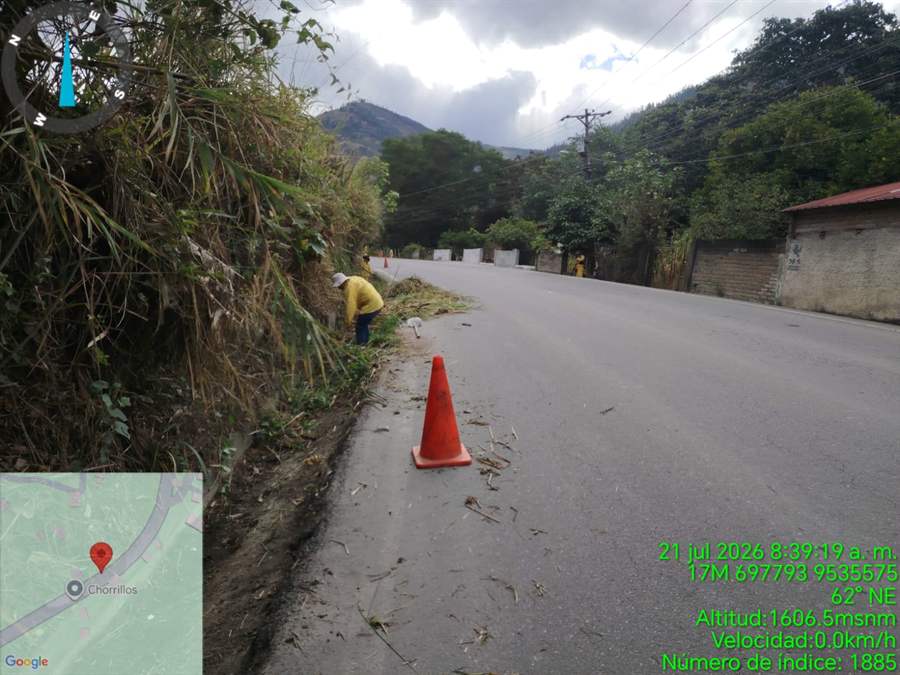 N
E
S
W
Chorrillos
Google
21 jul 2026 8:39:19 a. m.
17M 697793 9535575
62° NE
Altitud:1606.5msnm
Velocidad:0.0km/h
Número de índice: 1885